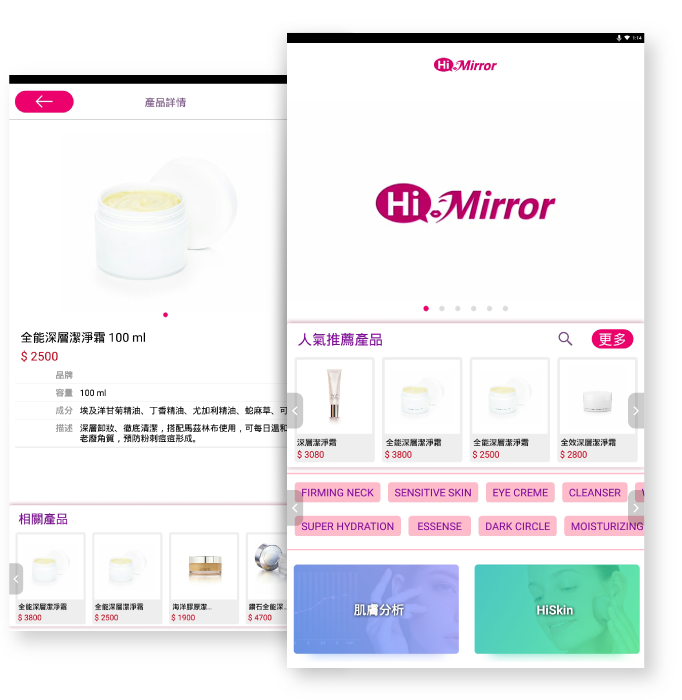 產品詳情
全能深層潔淨霜 100 ml
$ 2500
品牌
容量 100 ml
成分 埃及洋甘菊精油、丁香精油、尤加利精油、蛇麻草、可
描述 深層卸妝、徹底清潔，搭配馬茲林布使用，可每日溫和
老廢角質，預防粉刺痘痘形成。
相關產品
全能深層潔淨霜
$ 3800
全能深層潔淨霜
$ 2500
海洋膠原潔...
$ 1900
鑽石全能深...
$ 4700
1:14
Hi Mirror
Hi Mirror
人氣推薦產品
更多
深層潔淨霜
$ 3080
全能深層潔淨霜
$ 3800
全能深層潔淨霜
$ 2500
全效深層潔淨霜
$ 2800
FIRMING NECK SENSITIVE SKIN EYE CREME CLEANSER
SUPER HYDRATION ESSENSE DARK CIRCLE MOISTURIZING
肌膚分析
HiSkin